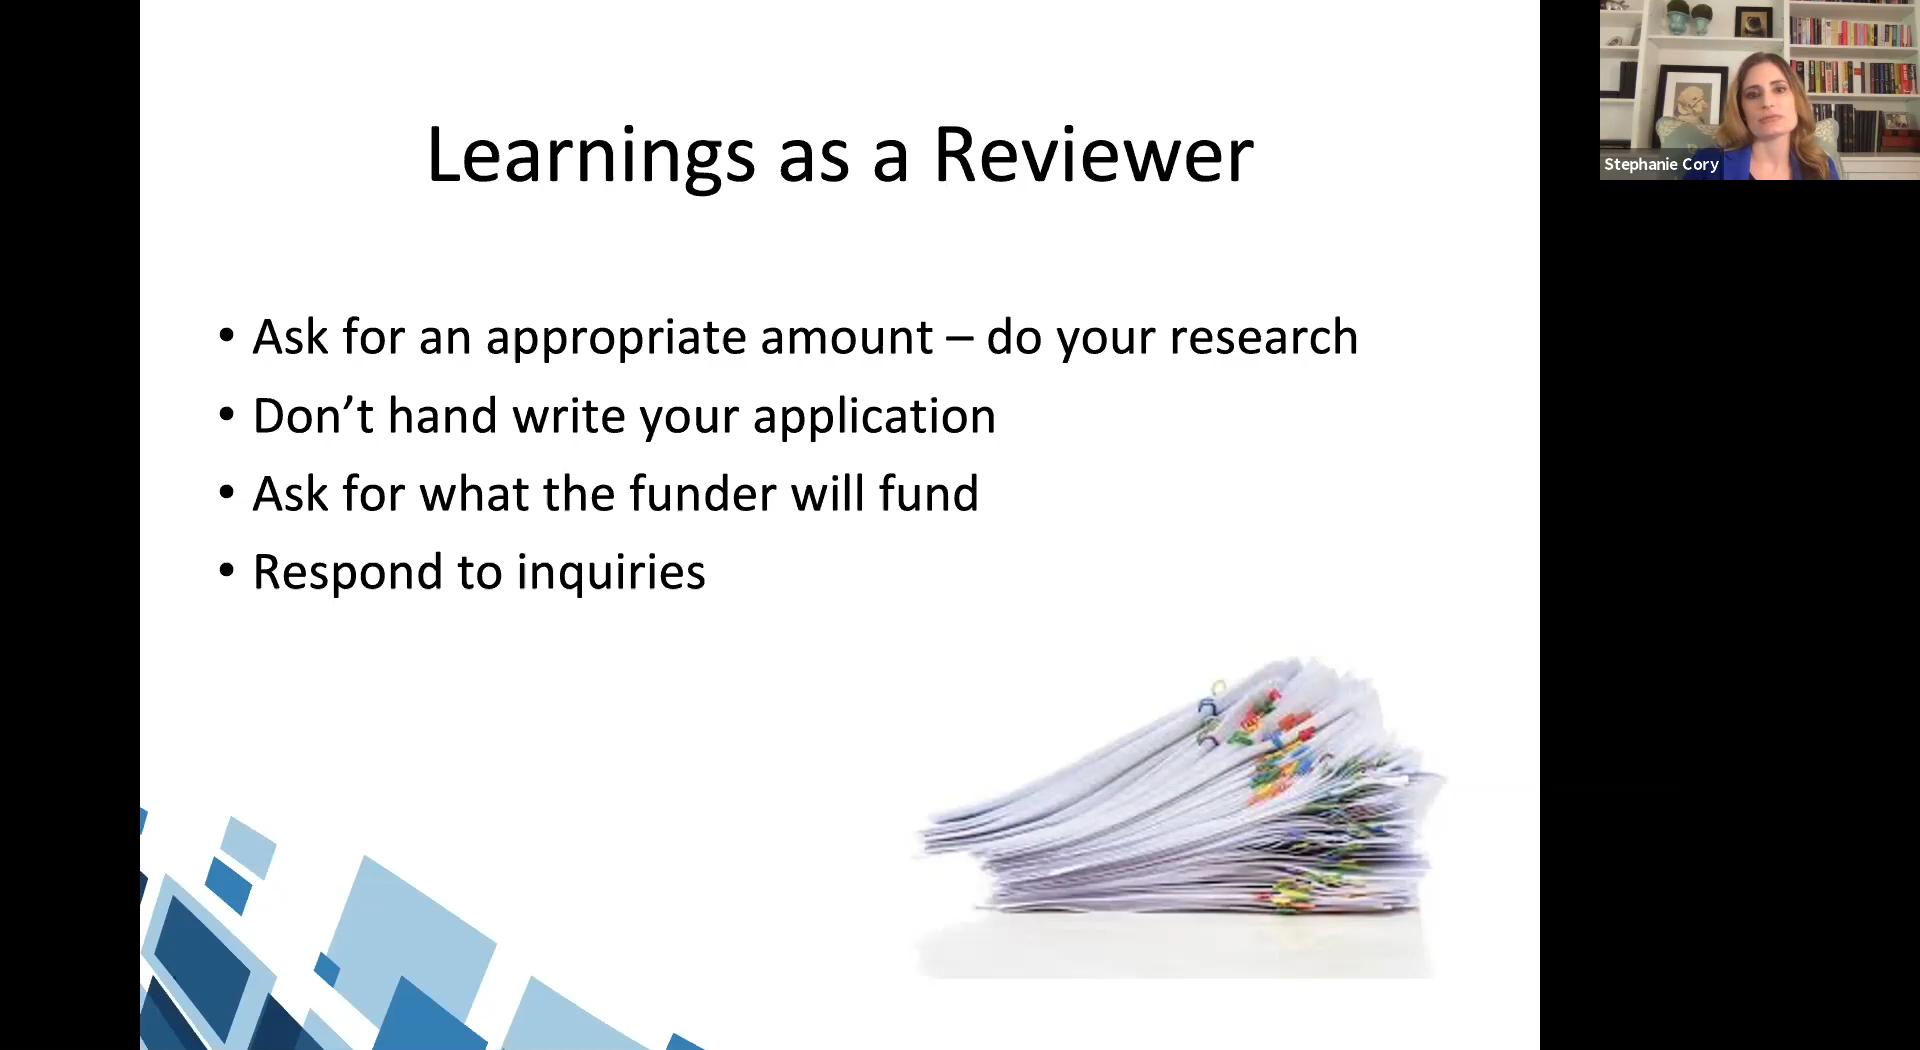 Learnings as a Reviewer
• Ask for an appropriate amount – do your research
• Don’t hand write your application
• Ask for what the funder will fund
• Respond to inquiries
Stephanie Cory